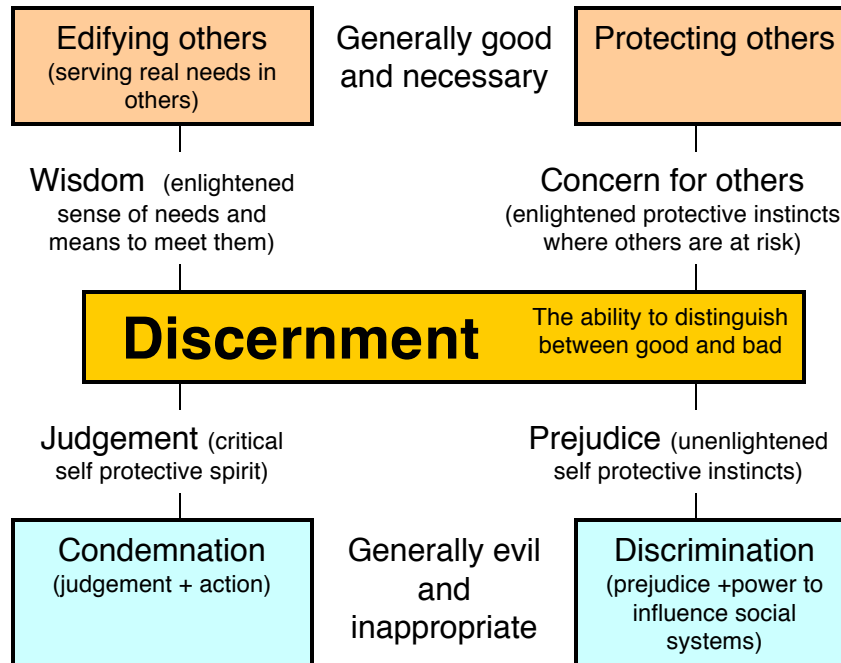 Edifying others
(serving real needs in
others)
Generally good
and necessary
Protecting others
Wisdom (enlightened
sense of needs and
means to meet them)
Concern for others
(enlightened protective instincts
where others are at risk)
Discernment
The ability to distinguish
between good and bad
Judgement (critical
self protective spirit)
Prejudice (unenlightened
self protective instincts)
Condemnation
(judgement + action)
Generally evil
and
inappropriate
Discrimination
(prejudice +power to
influence social
systems)